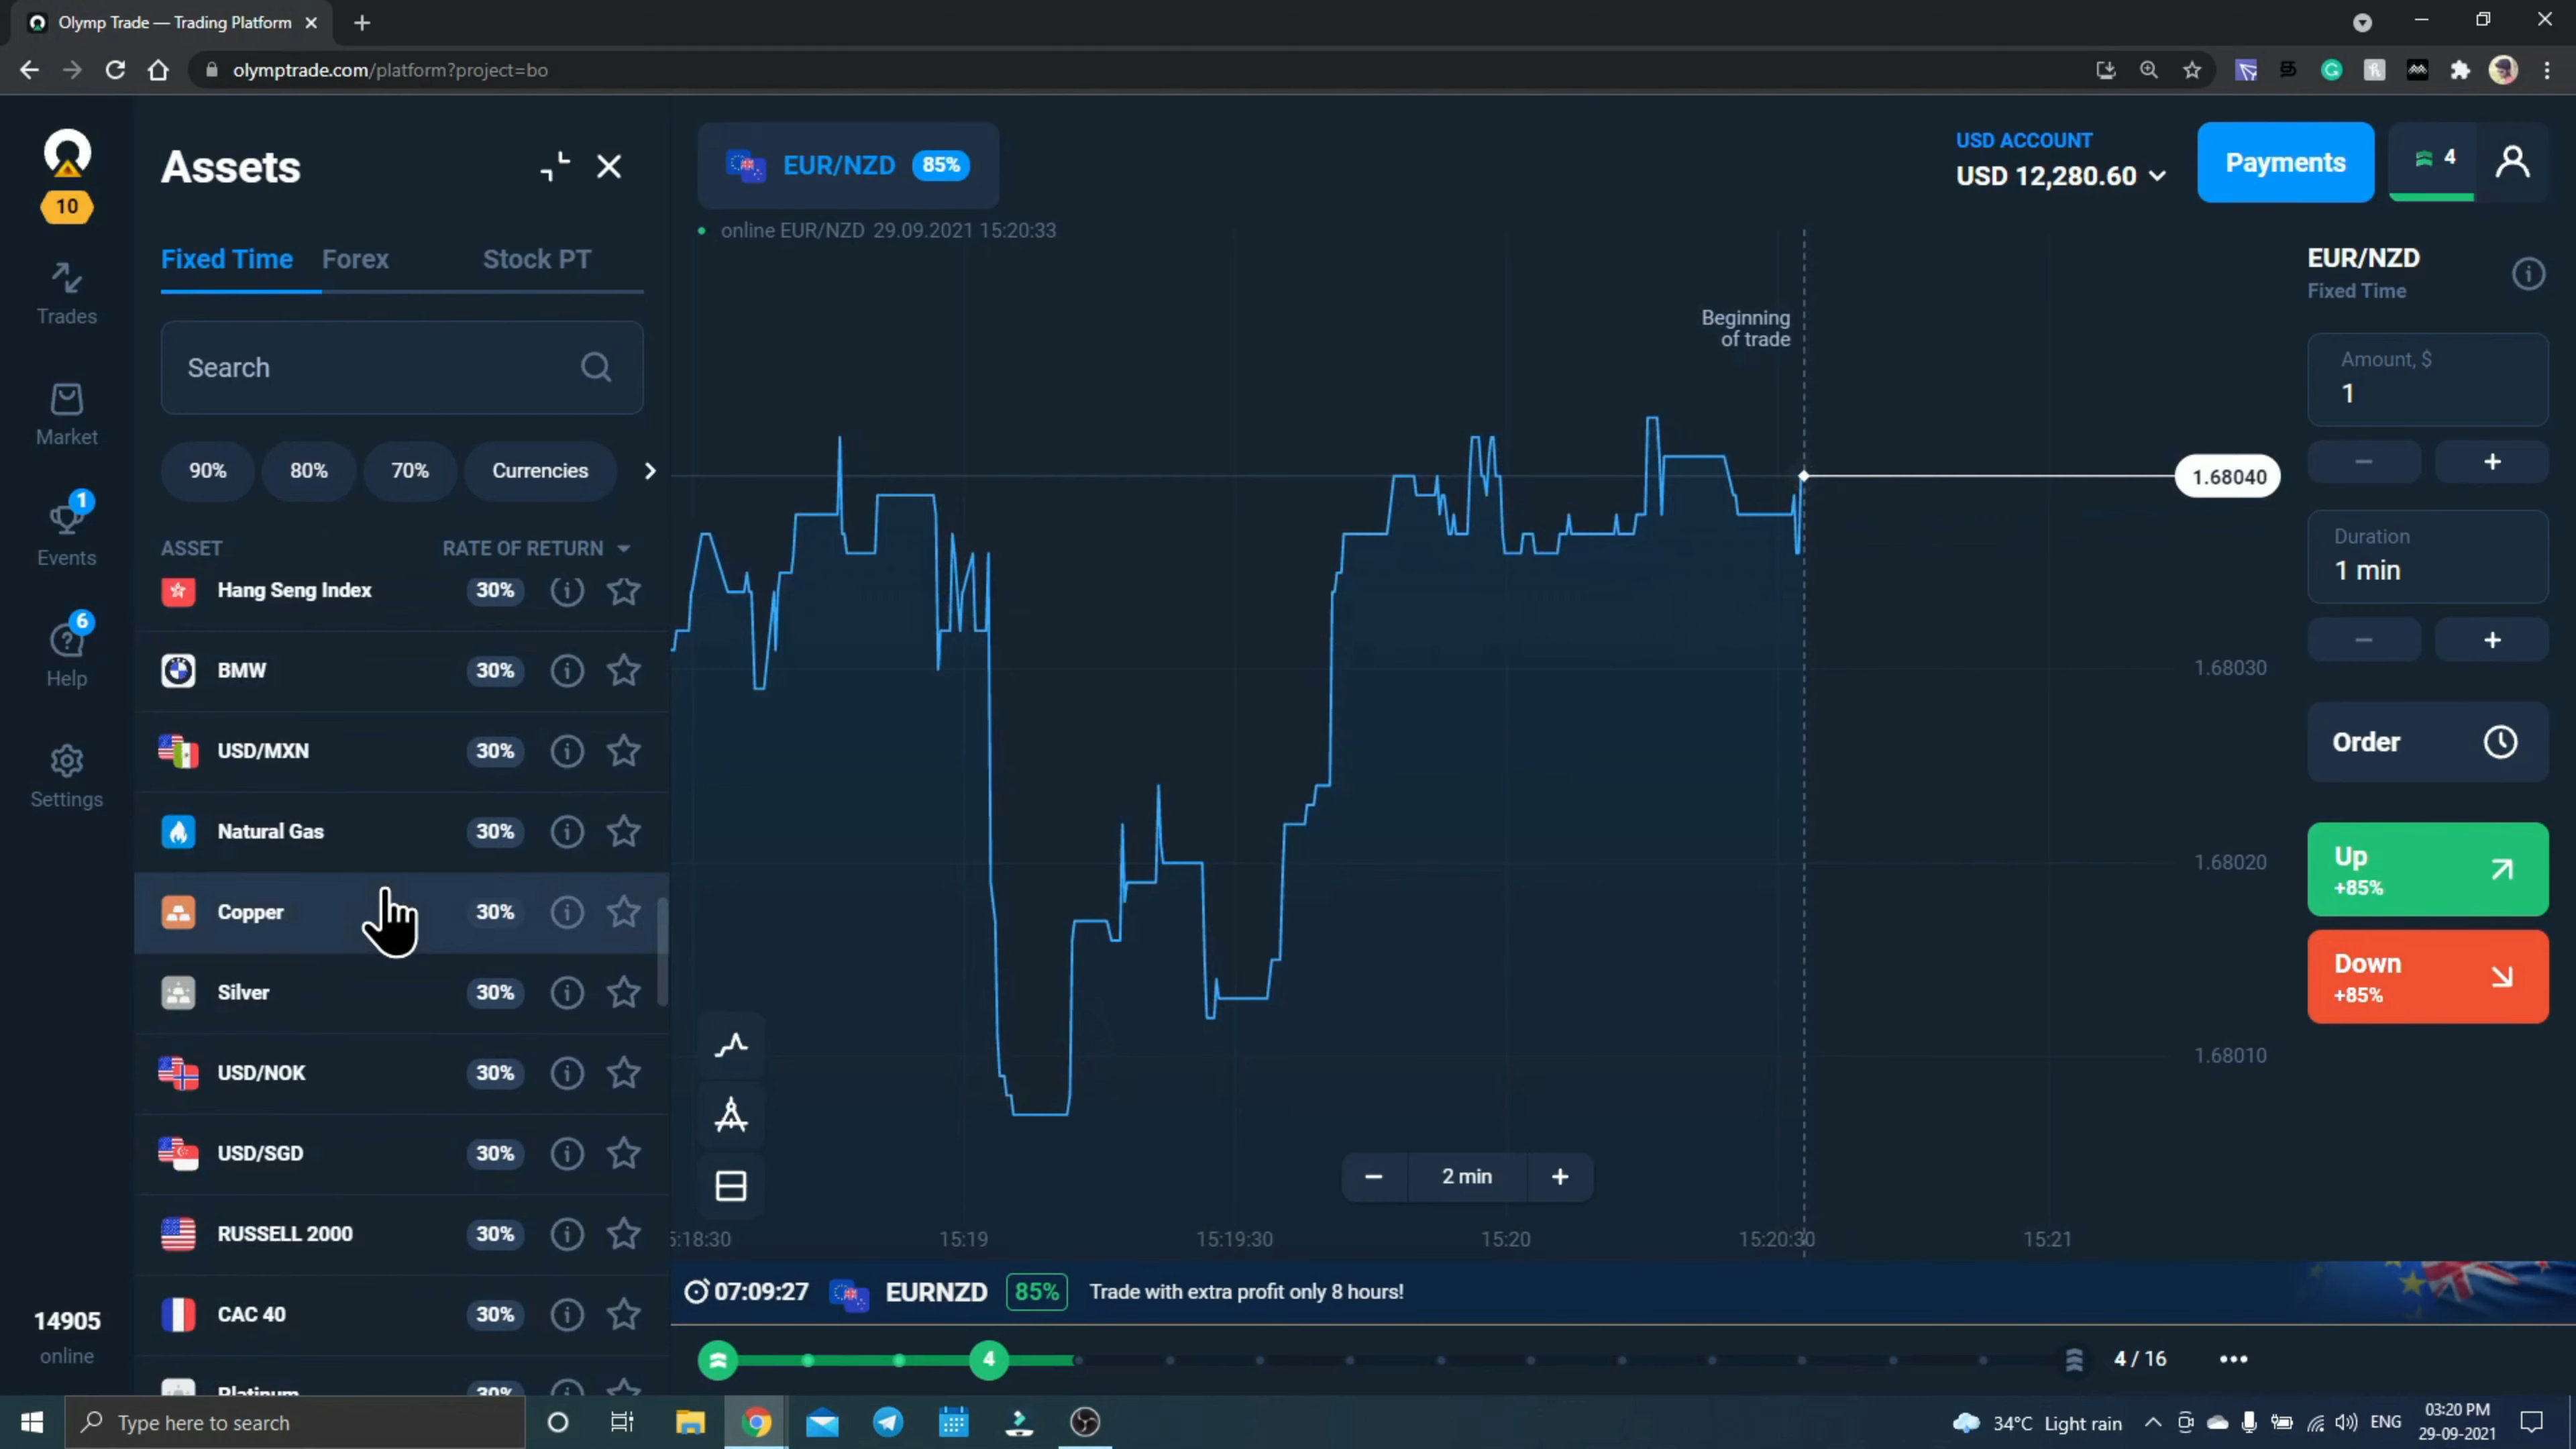 Olymp Trade — Trading Platform
olymptrade.com/platform?project=bo
10
Trades
Market
1
Events
6
Help
Settings
14905
online
Assets
Fixed Time
Forex
Stock PT
Search
90%
80%
70%
Currencies
ASSET
RATE OF RETURN
Hang Seng Index 30%
BMW 30%
USD/MXN 30%
Natural Gas 30%
Copper 30%
Silver 30%
USD/NOK 30%
USD/SGD 30%
RUSSELL 2000 30%
CAC 40 30%
Platinum 30%
EUR/NZD 85%
online EUR/NZD 29.09.2021 15:20:33
USD ACCOUNT
USD 12,280.60
Payments
4
Beginning
of trade
1.68040
1.68030
1.68020
1.68010
2 min
5:18:30
15:19
15:19:30
15:20
15:20:30
15:21
EUR/NZD
Fixed Time
Amount, $
1
Duration
1 min
Order
Up
+85%
Down
+85%
07:09:27 EURNZD 85% Trade with extra profit only 8 hours!
4
4 / 16
Type here to search
34°C Light rain
ENG
03:20 PM
29-09-2021